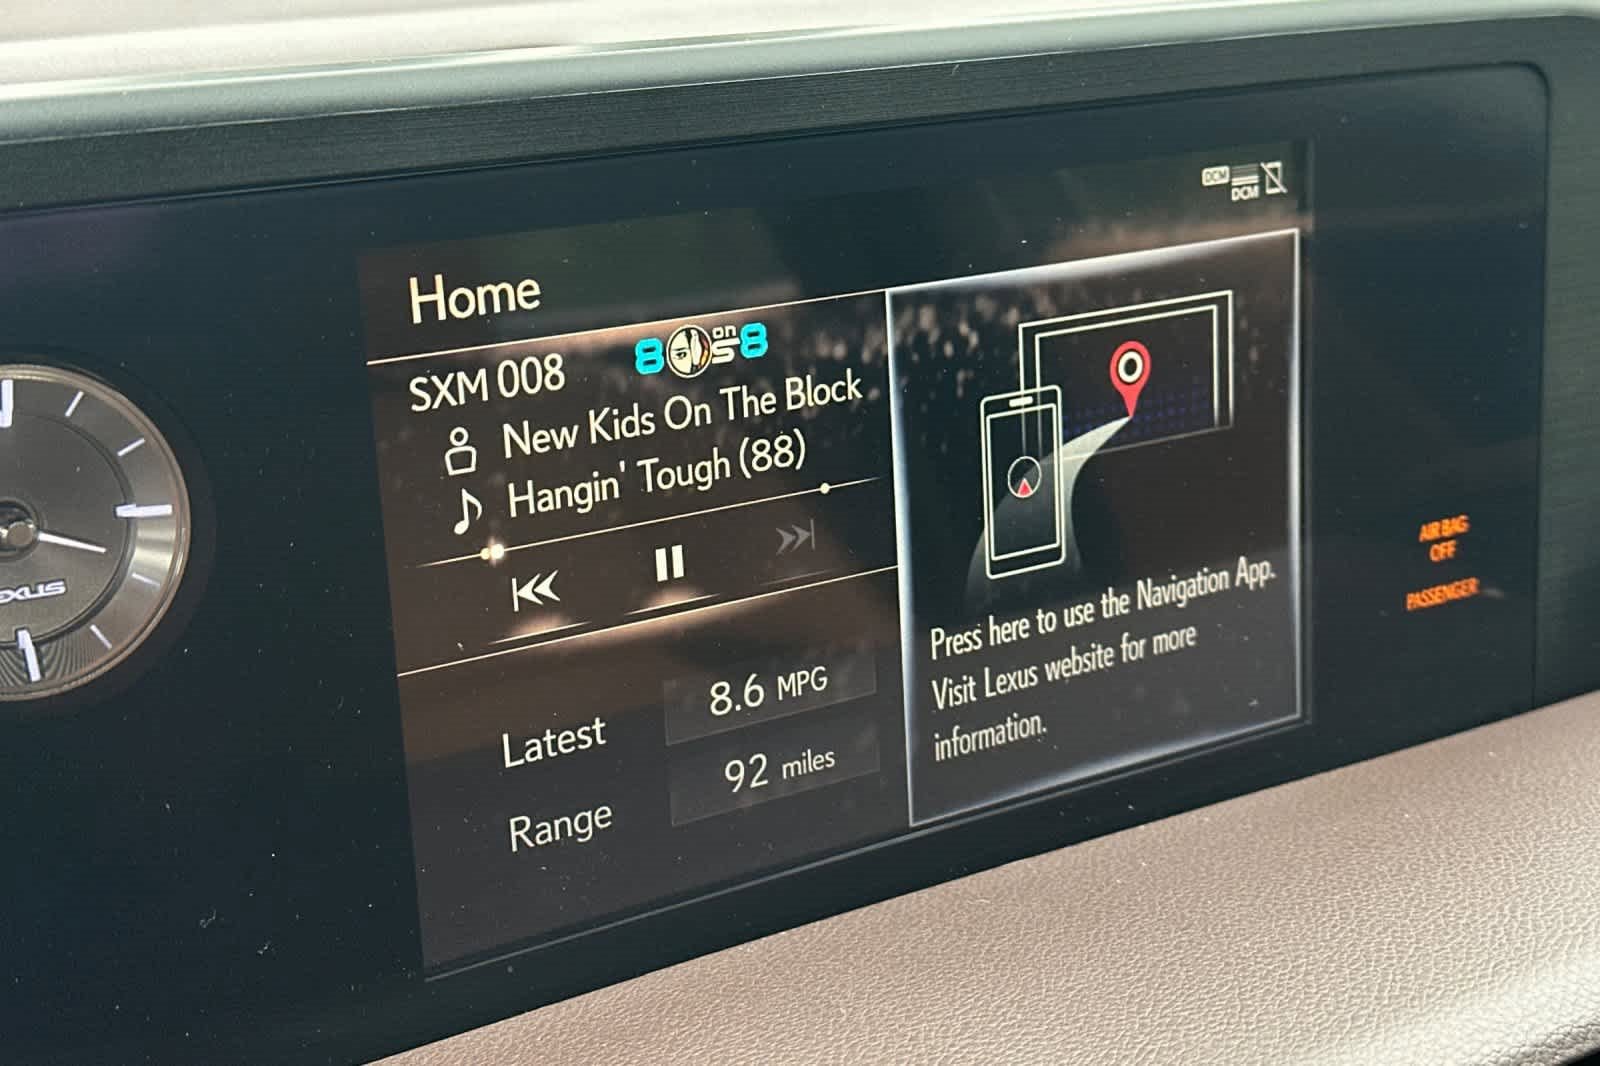 DCM
DCM
Home
SXM 008
8 on 8
New Kids On The Block
Hangin' Tough (88)
8.6 MPG
Latest
92 miles
Range
Press here to use the Navigation App.
Visit Lexus website for more
information.
AIR BAG
OFF
PASSENGER